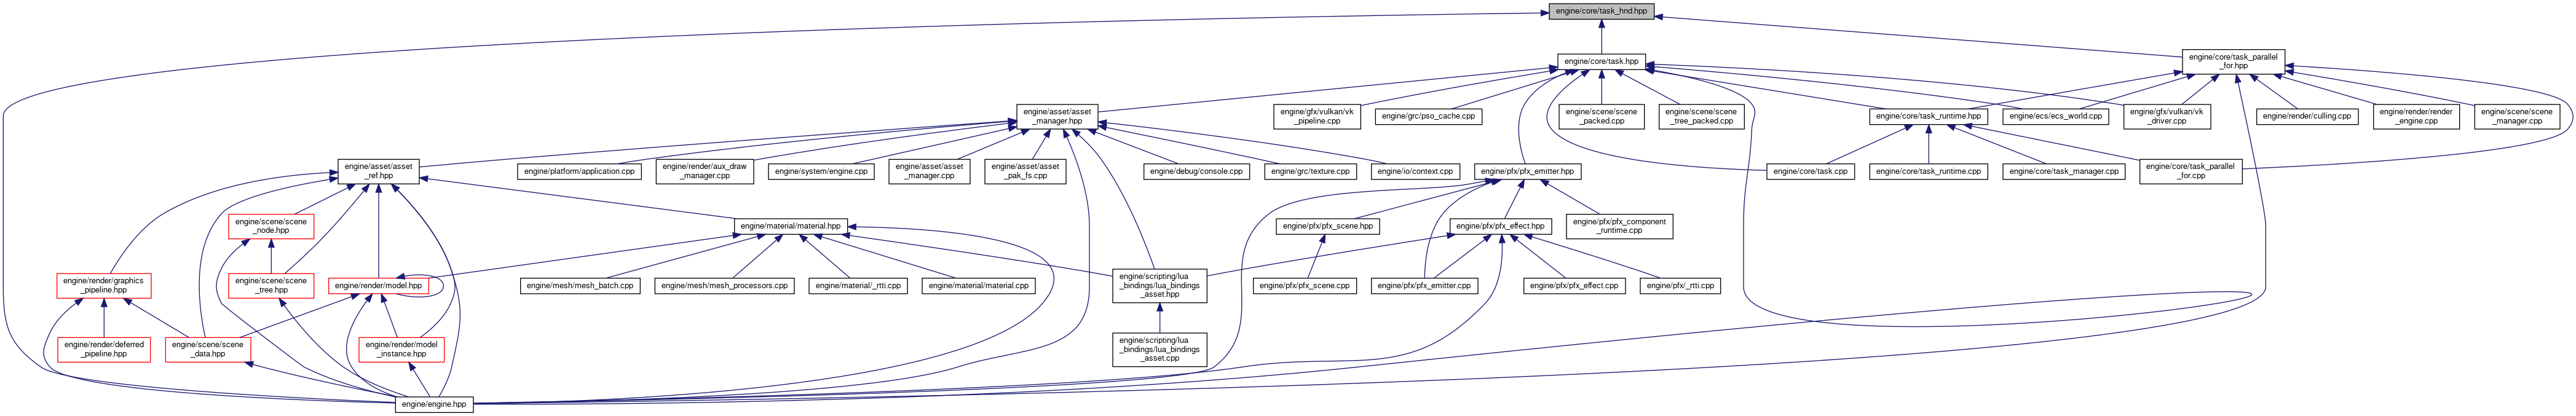 engine/core/task_hnd.hpp
engine/core/task.hpp
engine/core/task_parallel
_for.hpp
engine/asset/asset
_manager.hpp
engine/gfx/vulkan/vk
_pipeline.cpp
engine/grc/pso_cache.cpp
engine/scene/scene
_packed.cpp
engine/scene/scene
_tree_packed.cpp
engine/core/task_runtime.hpp
engine/ecs/ecs_world.cpp
engine/gfx/vulkan/vk
_driver.cpp
engine/render/culling.cpp
engine/render/render
_engine.cpp
engine/scene/scene
_manager.cpp
engine/asset/asset
_ref.hpp
engine/platform/application.cpp
engine/render/aux_draw
_manager.cpp
engine/system/engine.cpp
engine/asset/asset
_manager.cpp
engine/asset/asset
_pak_fs.cpp
engine/debug/console.cpp
engine/grc/texture.cpp
engine/io/context.cpp
engine/pfx/pfx_emitter.hpp
engine/core/task.cpp
engine/core/task_runtime.cpp
engine/core/task_manager.cpp
engine/core/task_parallel
_for.cpp
engine/scene/scene
_node.hpp
engine/material/material.hpp
engine/pfx/pfx_scene.hpp
engine/pfx/pfx_effect.hpp
engine/pfx/pfx_component
_runtime.cpp
engine/render/graphics
_pipeline.hpp
engine/scene/scene
_tree.hpp
engine/render/model.hpp
engine/mesh/mesh_batch.cpp
engine/mesh/mesh_processors.cpp
engine/material/_rtti.cpp
engine/material/material.cpp
engine/scripting/lua
_bindings/lua_bindings
_asset.hpp
engine/pfx/pfx_scene.cpp
engine/pfx/pfx_emitter.cpp
engine/pfx/pfx_effect.cpp
engine/pfx/_rtti.cpp
engine/render/deferred
_pipeline.hpp
engine/scene/scene
_data.hpp
engine/render/model
_instance.hpp
engine/scripting/lua
_bindings/lua_bindings
_asset.cpp
engine/engine.hpp